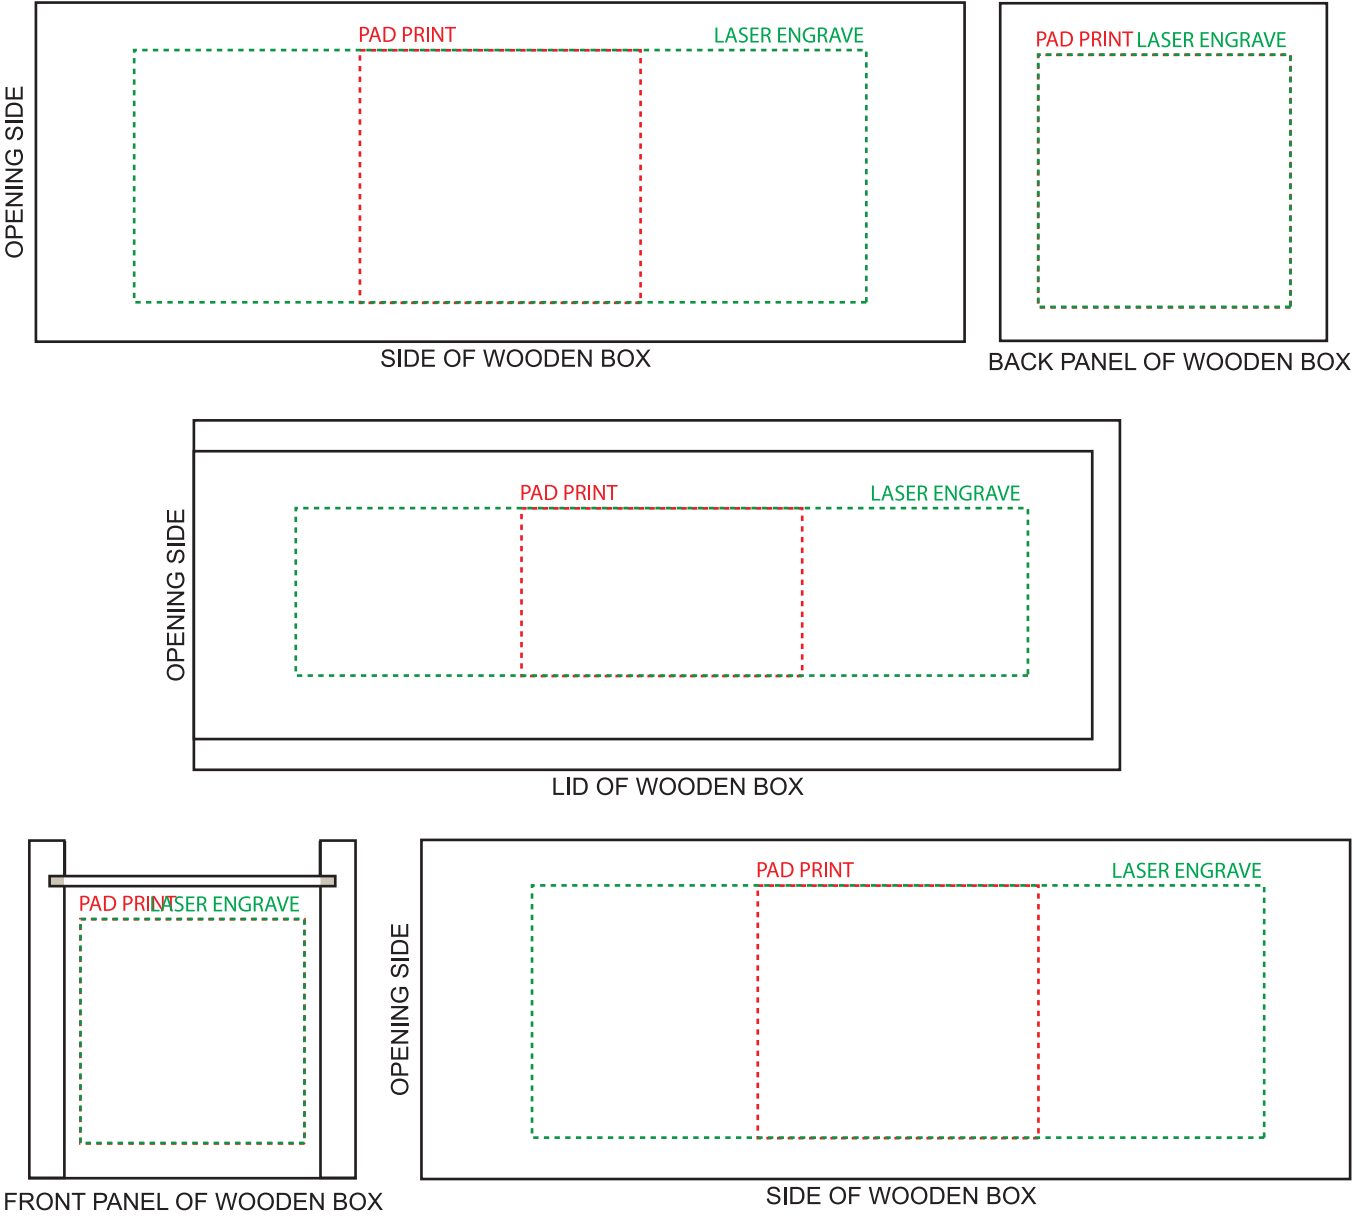 PAD PRINT LASER ENGRAVE
OPENING SIDE
SIDE OF WOODEN BOX
PAD PRINT LASER ENGRAVE
BACK PANEL OF WOODEN BOX
PAD PRINT LASER ENGRAVE
OPENING SIDE
LID OF WOODEN BOX
PAD PRINT LASER ENGRAVE
FRONT PANEL OF WOODEN BOX
PAD PRINT LASER ENGRAVE
OPENING SIDE
SIDE OF WOODEN BOX